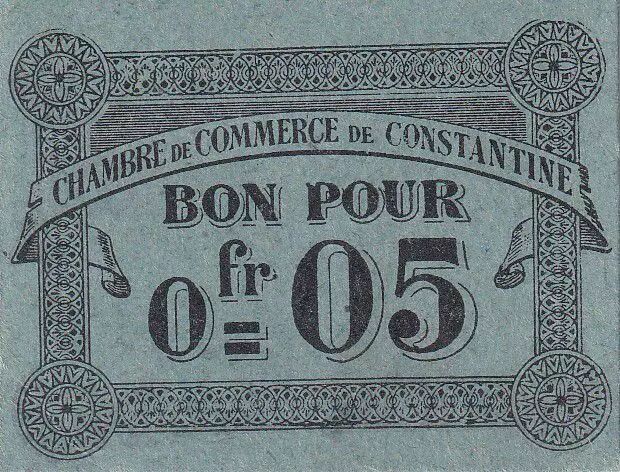 CHAMBRE DE COMMERCE DE CONSTANTINE
BON POUR
0 fr = 05